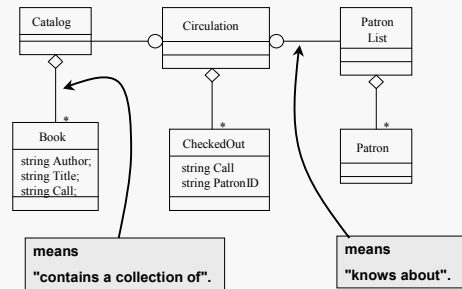 Catalog
Circulation
Patron
List
*
*
*
Book
string Author;
string Title;
string Call;
CheckedOut
string Call
string PatronID
Patron
means
"contains a collection of".
means
"knows about".